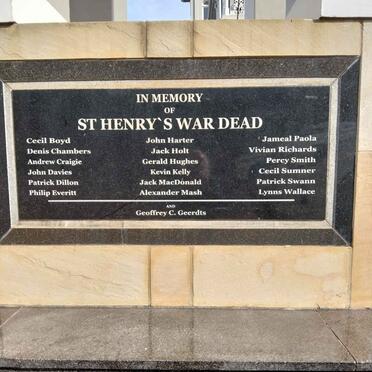 IN MEMORY
OF
ST HENRY`S WAR DEAD
Cecil Boyd
Denis Chambers
Andrew Craigie
John Davies
Patrick Dillon
Philip Everitt
John Harter
Jack Holt
Gerald Hughes
Kevin Kelly
Jack MacDonald
Alexander Mash
Jameal Paola
Vivian Richards
Percy Smith
Cecil Sumner
Patrick Swann
Lynns Wallace
AND
Geoffrey C. Geerdts